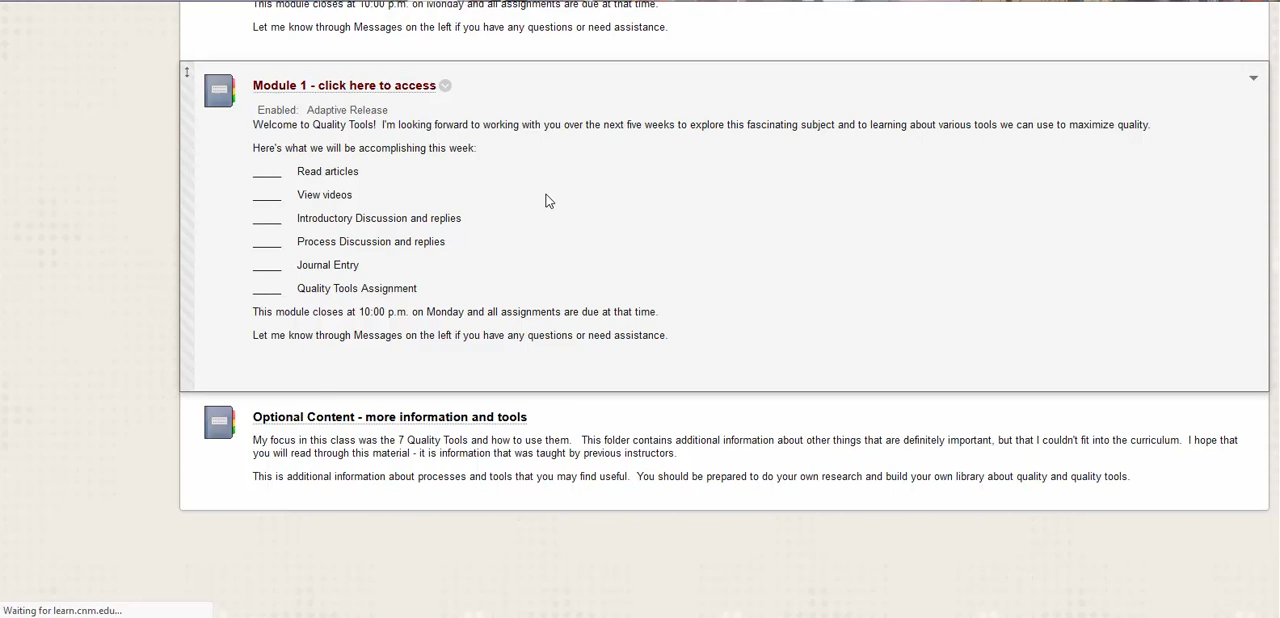 This module closes at 10:00 p.m. on Monday and all assignments are due at that time.
Let me know through Messages on the left if you have any questions or need assistance.
Module 1 - click here to access
Enabled: Adaptive Release
Welcome to Quality Tools! I'm looking forward to working with you over the next five weeks to explore this fascinating subject and to learning about various tools we can use to maximize quality.
Here's what we will be accomplishing this week:
_____ Read articles
_____ View videos
_____ Introductory Discussion and replies
_____ Process Discussion and replies
_____ Journal Entry
_____ Quality Tools Assignment
This module closes at 10:00 p.m. on Monday and all assignments are due at that time.
Let me know through Messages on the left if you have any questions or need assistance.
Optional Content - more information and tools
My focus in this class was the 7 Quality Tools and how to use them. This folder contains additional information about other things that are definitely important, but that I couldn't fit into the curriculum. I hope that
you will read through this material - it is information that was taught by previous instructors.
This is additional information about processes and tools that you may find useful. You should be prepared to do your own research and build your own library about quality and quality tools.
Waiting for learn.cnm.edu...